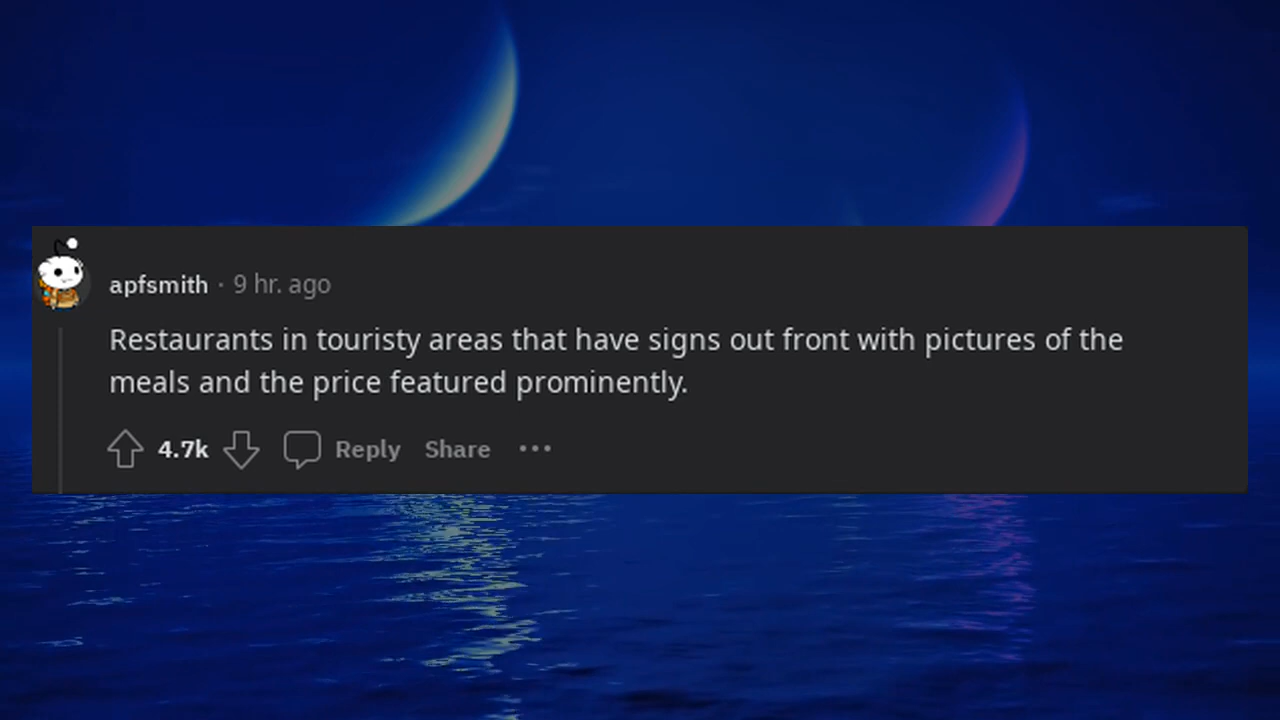 apfsmith · 9 hr. ago
Restaurants in touristy areas that have signs out front with pictures of the
meals and the price featured prominently.
4.7k Reply Share •••